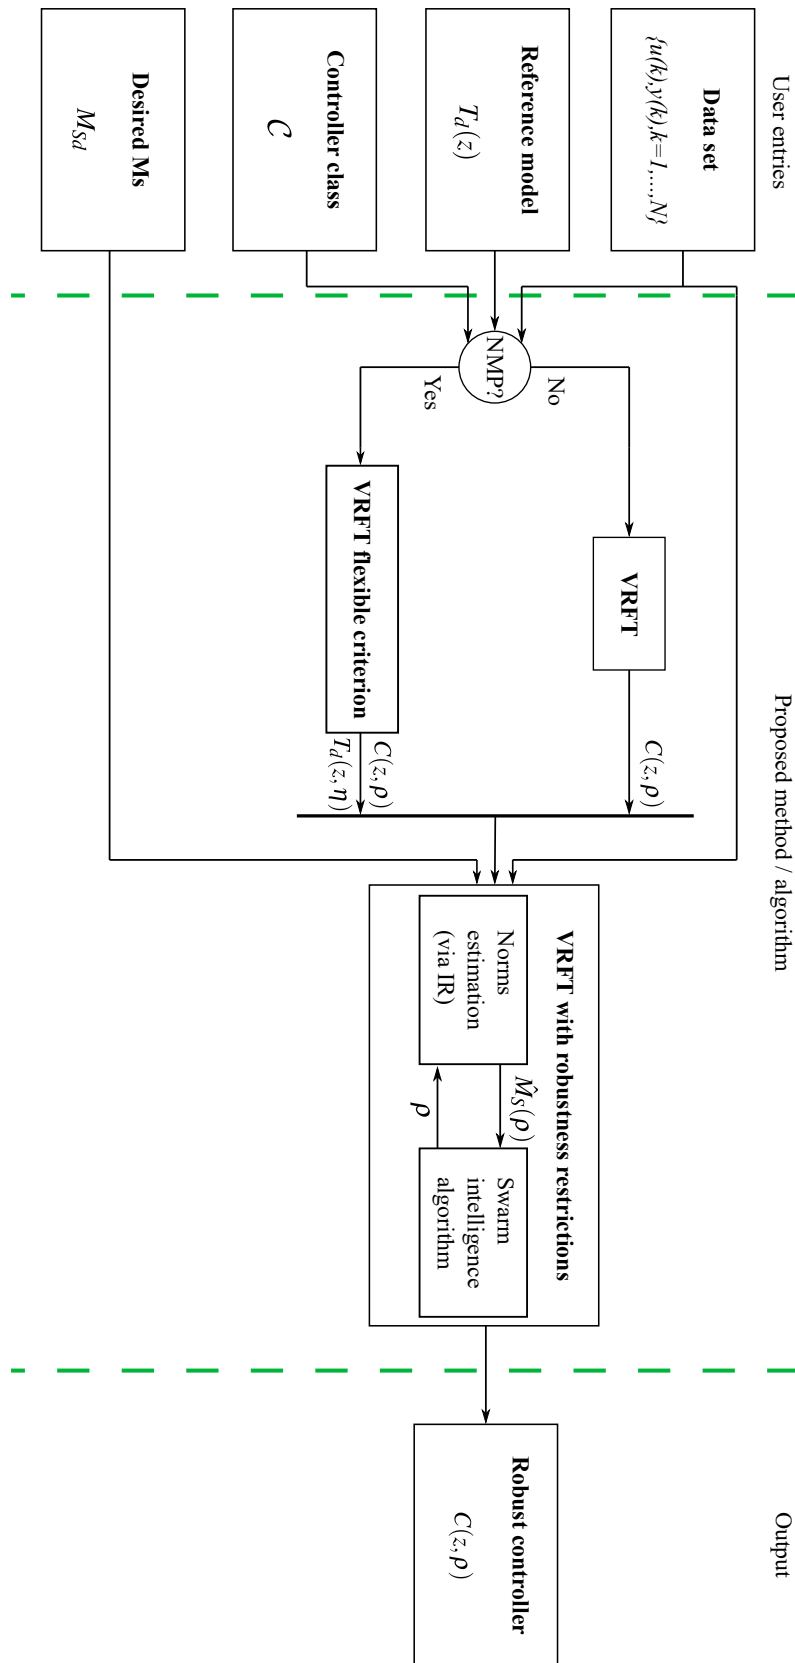 User entries
Data set
{u(k),y(k),k=1,...,N}
Reference model
T_d(z)
Controller class
𝒞
Desired Ms
M_{Sd}
Proposed method / algorithm
NMP?
No
Yes
VRFT
C(z,ρ)
VRFT flexible criterion
C(z,ρ)
T_d(z,η)
VRFT with robustness restrictions
Norms
estimation
(via IR)
M̂_S(ρ)
ρ
Swarm
intelligence
algorithm
Output
Robust controller
C(z,ρ)